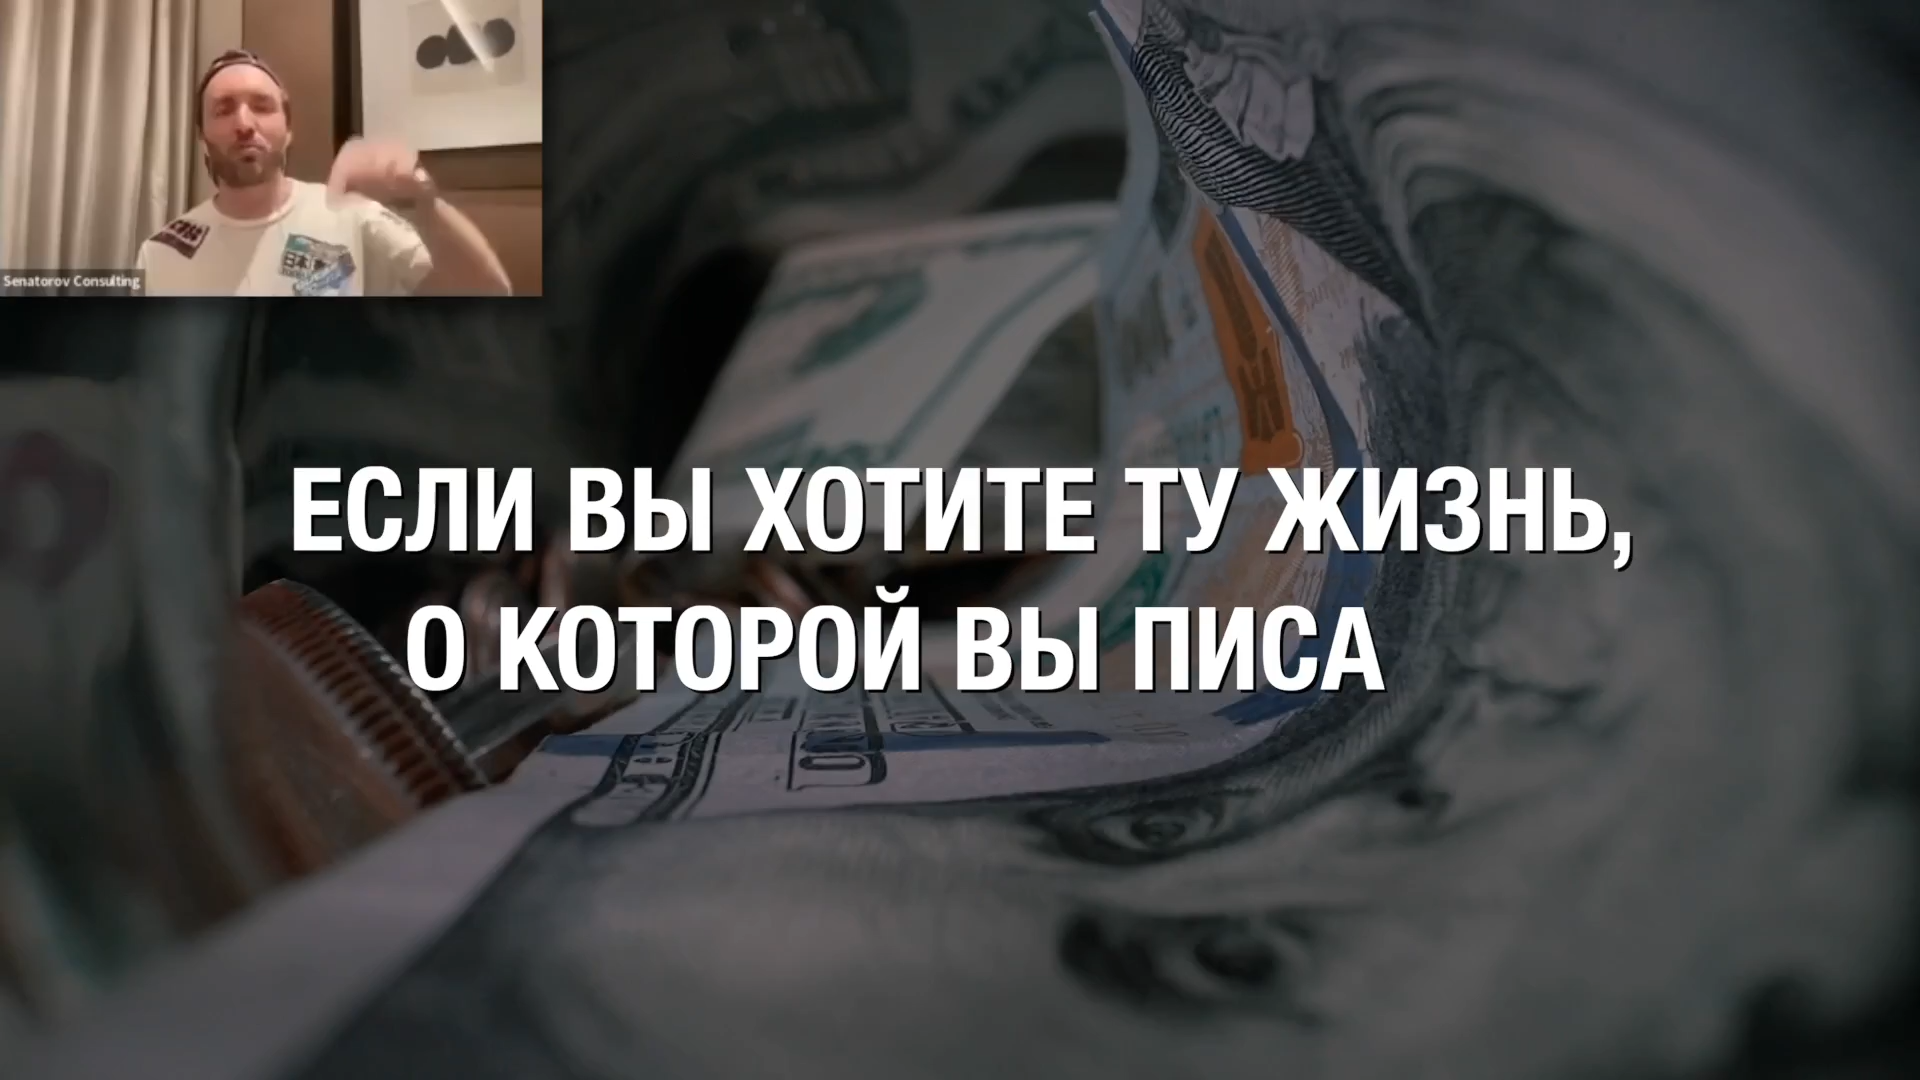 Senatorov Consulting
ЕСЛИ ВЫ ХОТИТЕ ТУ ЖИЗНЬ,
О КОТОРОЙ ВЫ ПИСА